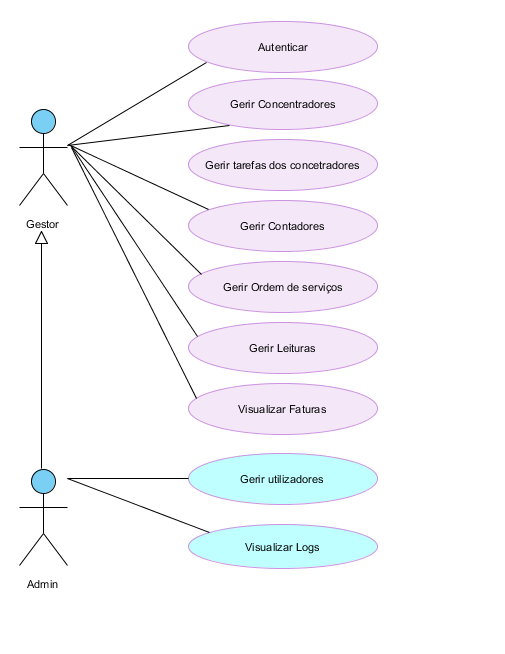 Autenticar
Gerir Concentradores
Gerir tarefas dos concetradores
Gestor
Gerir Contadores
Gerir Ordem de serviços
Gerir Leituras
Visualizar Faturas
Gerir utilizadores
Visualizar Logs
Admin